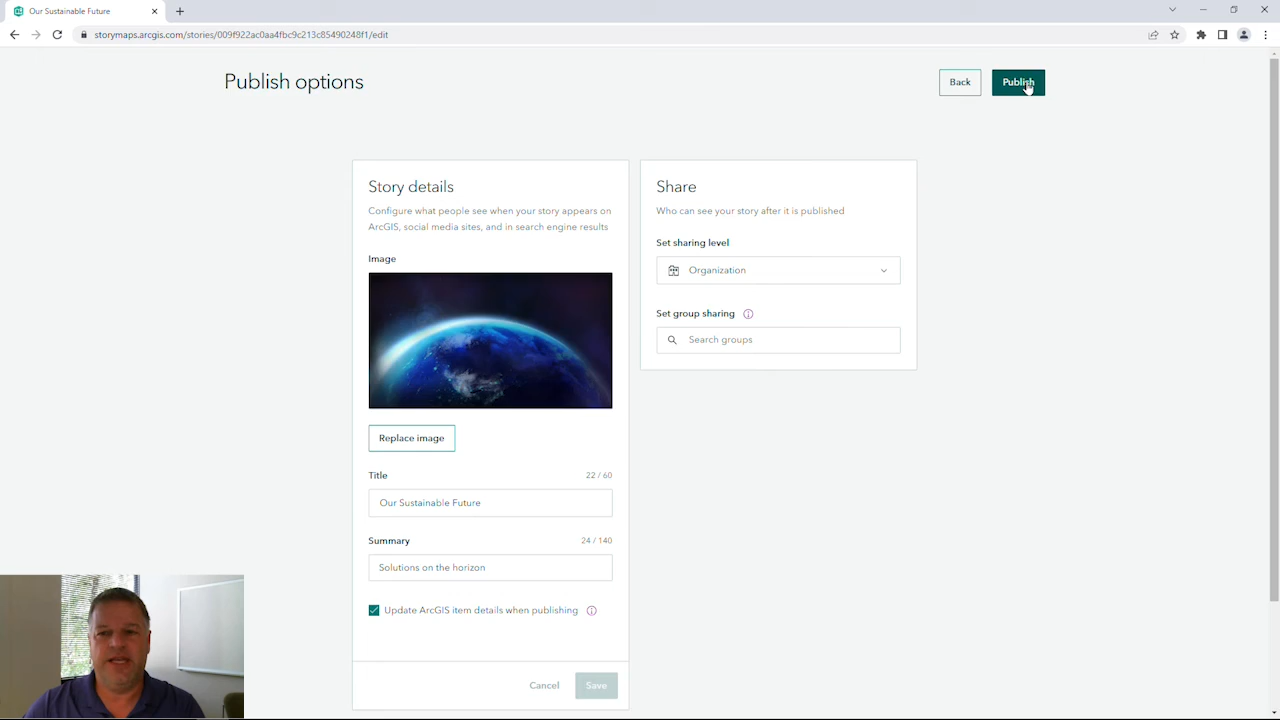 Our Sustainable Future
storymaps.arcgis.com/stories/009f922ac0aa4fbc9c213c85490248f1/edit
Publish options
Back
Publish
Story details
Configure what people see when your story appears on
ArcGIS, social media sites, and in search engine results
Image
Replace image
Title
22 / 60
Our Sustainable Future
Summary
24 / 140
Solutions on the horizon
Update ArcGIS item details when publishing
Cancel
Save
Share
Who can see your story after it is published
Set sharing level
Organization
Set group sharing
Search groups